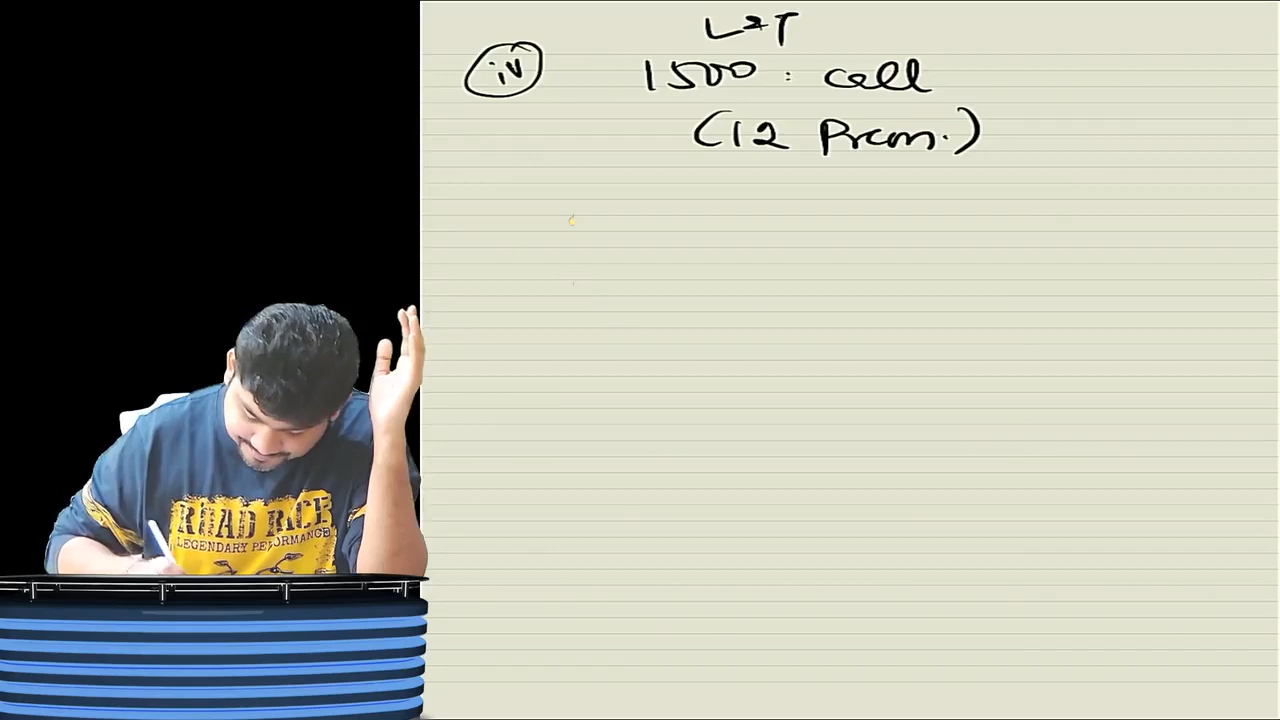 L&T
iv 1500 : call
(12 Prem.)
ROAD RACE
LEGENDARY PERFORMANCE